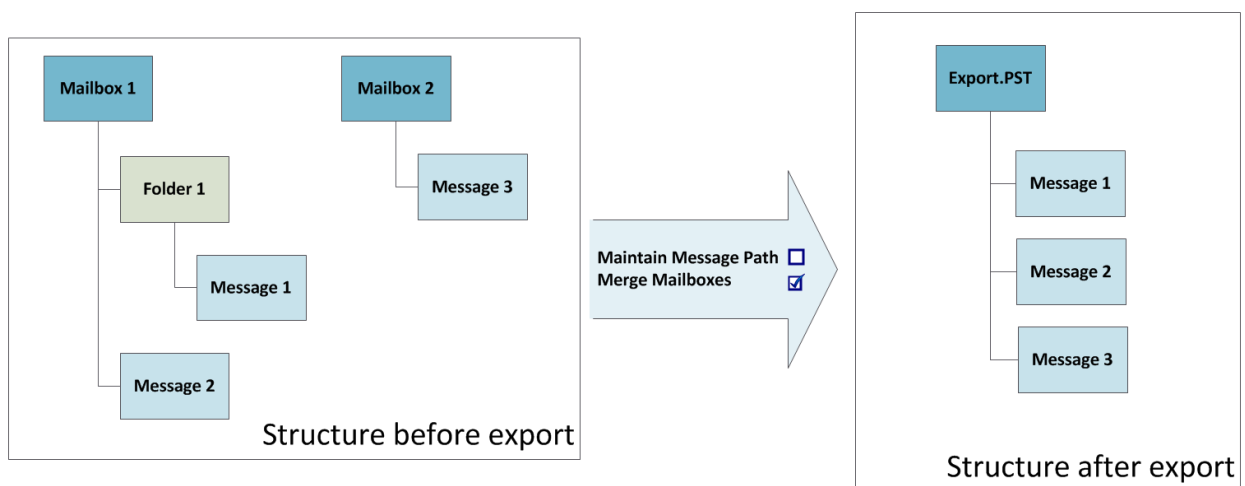 Mailbox 1
Mailbox 2
Folder 1
Message 3
Message 1
Message 2
Structure before export
Maintain Message Path
Merge Mailboxes
Export.PST
Message 1
Message 2
Message 3
Structure after export